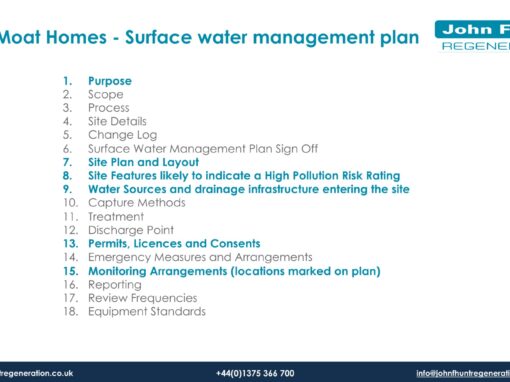 Moat Homes - Surface water management plan
John F
REGENER
1. Purpose
2. Scope
3. Process
4. Site Details
5. Change Log
6. Surface Water Management Plan Sign Off
7. Site Plan and Layout
8. Site Features likely to indicate a High Pollution Risk Rating
9. Water Sources and drainage infrastructure entering the site
10. Capture Methods
11. Treatment
12. Discharge Point
13. Permits, Licences and Consents
14. Emergency Measures and Arrangements
15. Monitoring Arrangements (locations marked on plan)
16. Reporting
17. Review Frequencies
18. Equipment Standards
tregeneration.co.uk +44(0)1375 366 700 info@johnfhuntregenerati